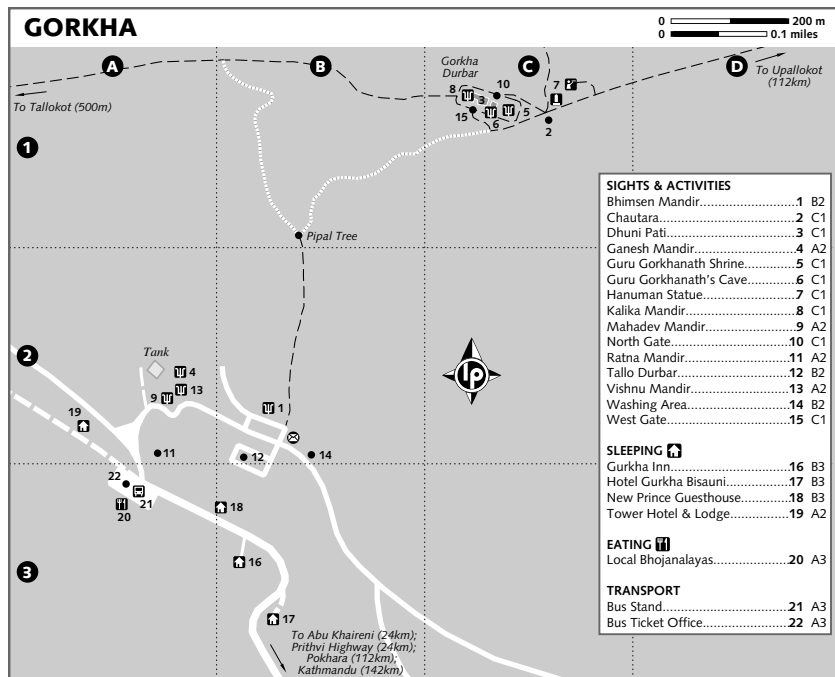 GORKHA
0 200 m
0 0.1 miles
A
B
C
D
Gorkha
Durbar
8
3
10
5
15
6
7
2
To Upallokot
(112km)
To Tallokot (500m)
1
Pipal Tree
2
Tank
4
13
9
1
19
11
12
14
lp
22
21
20
18
16
3
17
To Abu Khaireni (24km);
Prithvi Highway (24km);
Pokhara (112km);
Kathmandu (142km)
SIGHTS & ACTIVITIES
Bhimsen Mandir.......................1 B2
Chautara..................................2 C1
Dhuni Pati................................3 C1
Ganesh Mandir.........................4 A2
Guru Gorkhanath Shrine...........5 C1
Guru Gorkhanath's Cave...........6 C1
Hanuman Statue.......................7 C1
Kalika Mandir...........................8 C1
Mahadev Mandir......................9 A2
North Gate.............................10 C1
Ratna Mandir..........................11 A2
Tallo Durbar...........................12 B2
Vishnu Mandir........................13 A2
Washing Area.........................14 B2
West Gate..............................15 C1
SLEEPING
Gurkha Inn.............................16 B3
Hotel Gurkha Bisauni..............17 B3
New Prince Guesthouse..........18 B3
Tower Hotel & Lodge..............19 A2
EATING
Local Bhojanalayas.................20 A3
TRANSPORT
Bus Stand..............................21 A3
Bus Ticket Office....................22 A3